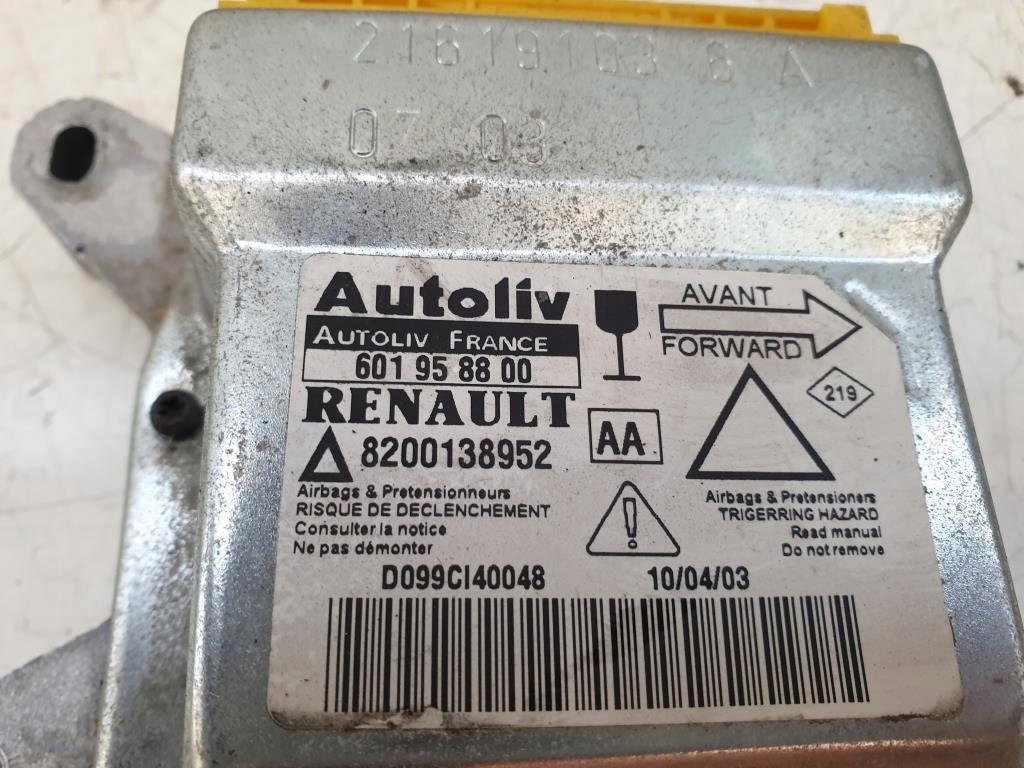 216191036 A
07 03
Autoliv
AUTOLIV FRANCE
601 95 88 00
RENAULT
8200138952
AA
AVANT
FORWARD
219
Airbags & Pretensionneurs
RISQUE DE DECLENCHEMENT
Consulter la notice
Ne pas démonter
Airbags & Pretensioners
TRIGERRING HAZARD
Read manual
Do not remove
D099CI40048
10/04/03